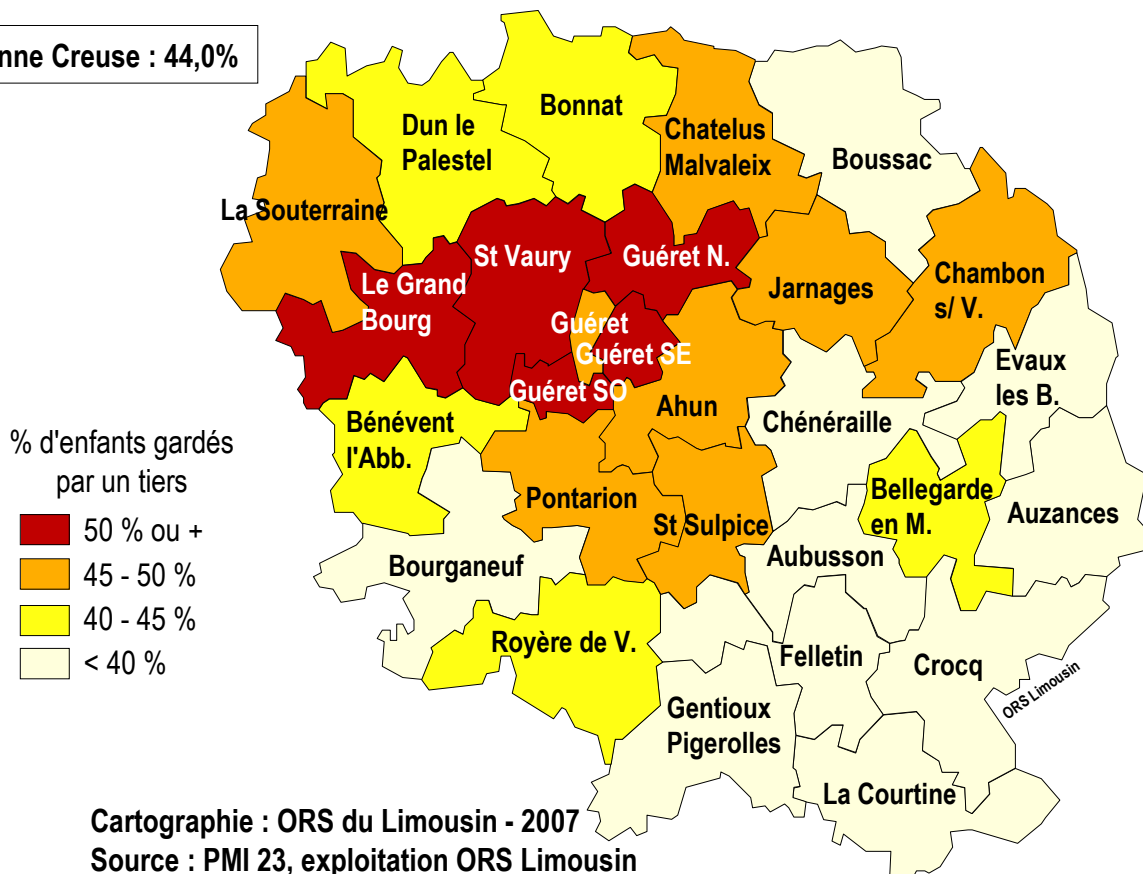 nne Creuse : 44,0%
Bonnat
Dun le
Palestel
Chatelus
Malvaleix
Boussac
La Souterraine
St Vaury
Guéret N.
Le Grand
Bourg
Jarnages
Chambon
s/ V.
Guéret
Guéret SE
Guéret SO
Evaux
les B.
Ahun
Bénévent
l'Abb.
Chénéraille
% d'enfants gardés
par un tiers
50 % ou +
45 - 50 %
40 - 45 %
< 40 %
Pontarion
St Sulpice
Bellegarde
en M.
Auzances
Aubusson
Bourganeuf
Royère de V.
Felletin
Crocq
ORS Limousin
Gentioux
Pigerolles
La Courtine
Cartographie : ORS du Limousin - 2007
Source : PMI 23, exploitation ORS Limousin